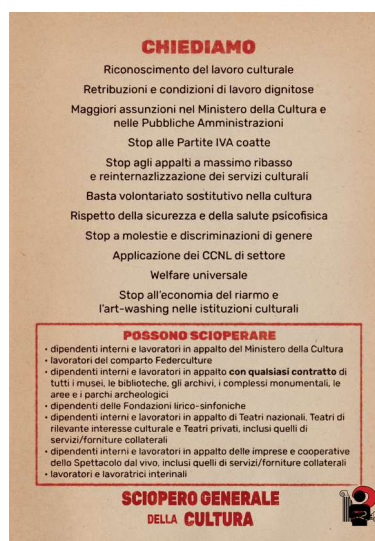 CHIEDIAMO
Riconoscimento del lavoro culturale
Retribuzioni e condizioni di lavoro dignitose
Maggiori assunzioni nel Ministero della Cultura e
nelle Pubbliche Amministrazioni
Stop alle Partite IVA coatte
Stop agli appalti a massimo ribasso
e reinternazlizzazione dei servizi culturali
Basta volontariato sostitutivo nella cultura
Rispetto della sicurezza e della salute psicofisica
Stop a molestie e discriminazioni di genere
Applicazione dei CCNL di settore
Welfare universale
Stop all'economia del riarmo e
l'art-washing nelle istituzioni culturali
POSSONO SCIOPERARE
• dipendenti interni e lavoratori in appalto del Ministero della Cultura
• lavoratori del comparto Federculture
• dipendenti interni e lavoratori in appalto con qualsiasi contratto di
tutti i musei, le biblioteche, gli archivi, i complessi monumentali, le
aree e i parchi archeologici
• dipendenti delle Fondazioni lirico-sinfoniche
• dipendenti interni e lavoratori in appalto di Teatri nazionali, Teatri di
rilevante interesse culturale e Teatri privati, inclusi quelli di
servizi/forniture collaterali
• dipendenti interni e lavoratori in appalto delle imprese e cooperative
dello Spettacolo dal vivo, inclusi quelli di servizi/forniture collaterali
• lavoratori e lavoratrici interinali
SCIOPERO GENERALE
DELLA CULTURA